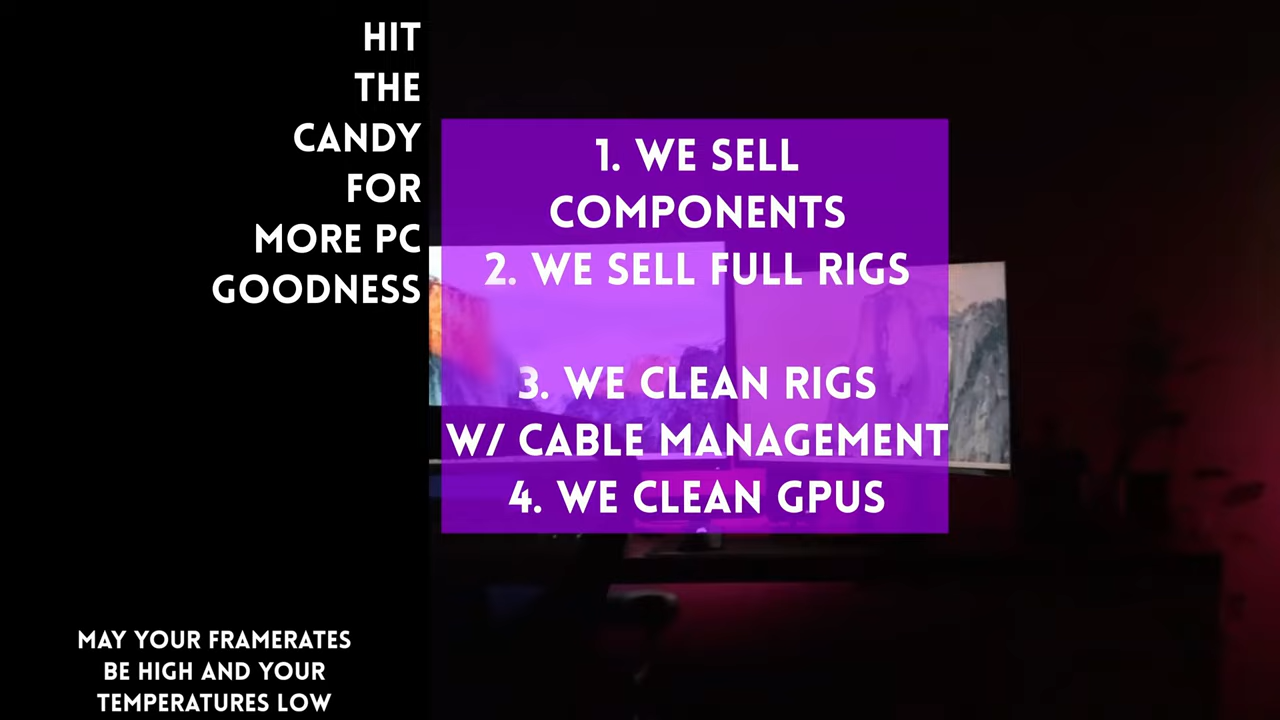 HIT
THE
CANDY
FOR
MORE PC
GOODNESS
1. WE SELL
COMPONENTS
2. WE SELL FULL RIGS
3. WE CLEAN RIGS
W/ CABLE MANAGEMENT
4. WE CLEAN GPUS
MAY YOUR FRAMERATES
BE HIGH AND YOUR
TEMPERATURES LOW